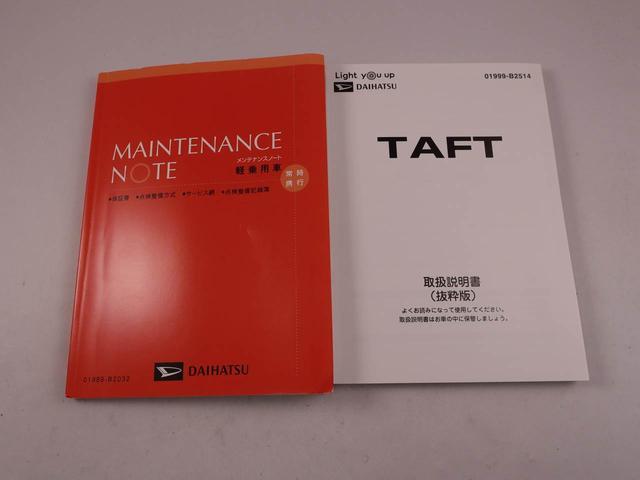 MAINTENANCE
NOTE
メンテナンスノート
軽乗用車
常時
携行
●保証書 ●点検整備方式 ●サービス網 ●点検整備記録簿
DAIHATSU
01999-B2032
Light you up
DAIHATSU
01999-B2514
TAFT
取扱説明書
（抜粋版）
よくお読みになって使用してください。
取扱説明書はお車の中に保管しましょう。